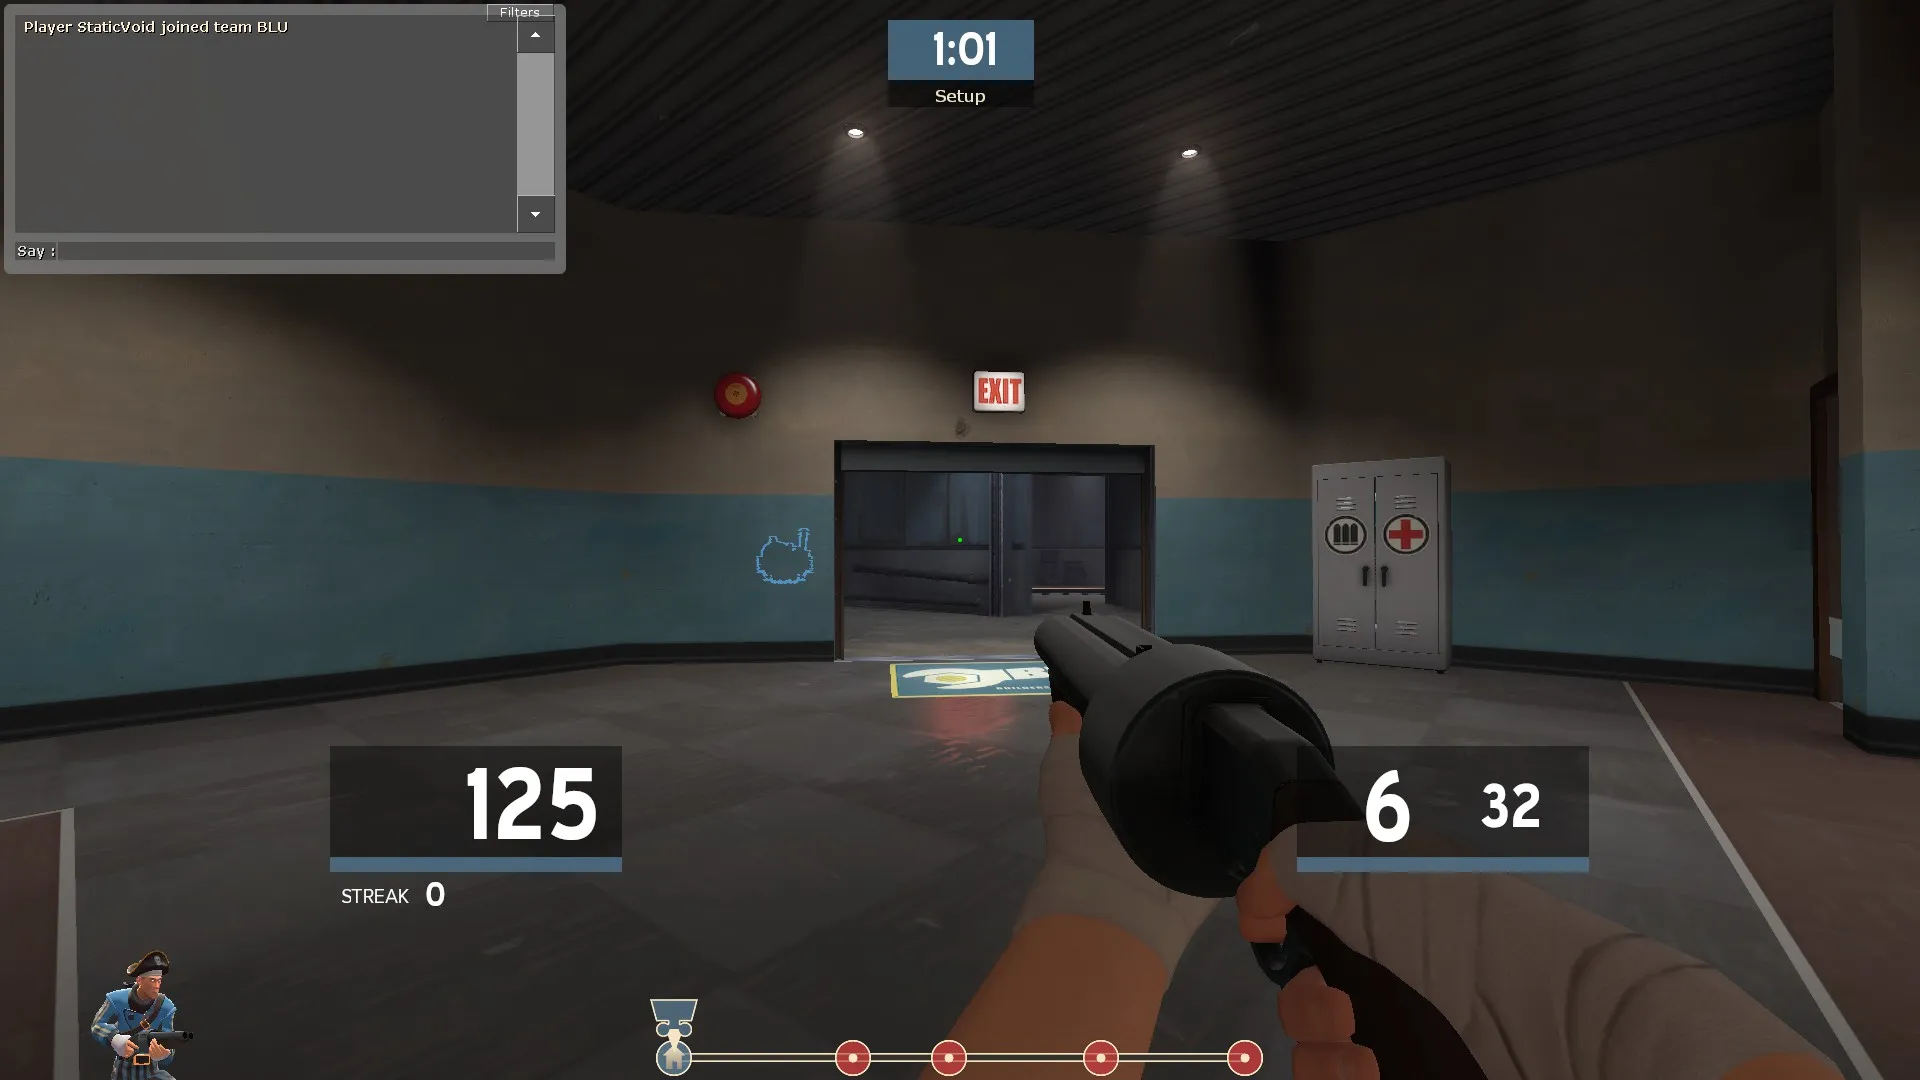 Filters
Player StaticVoid joined team BLU
Say :
1:01
Setup
EXIT
125
STREAK 0
6 32